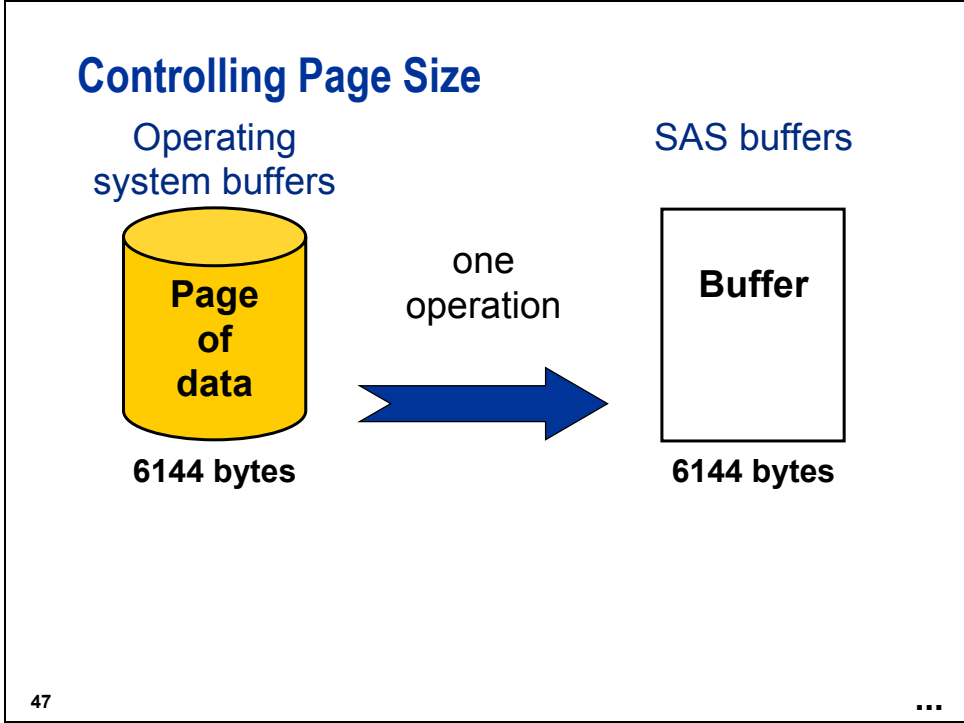 Controlling Page Size
Operating
system buffers
SAS buffers
Page
of
data
one
operation
Buffer
6144 bytes
6144 bytes
47
...